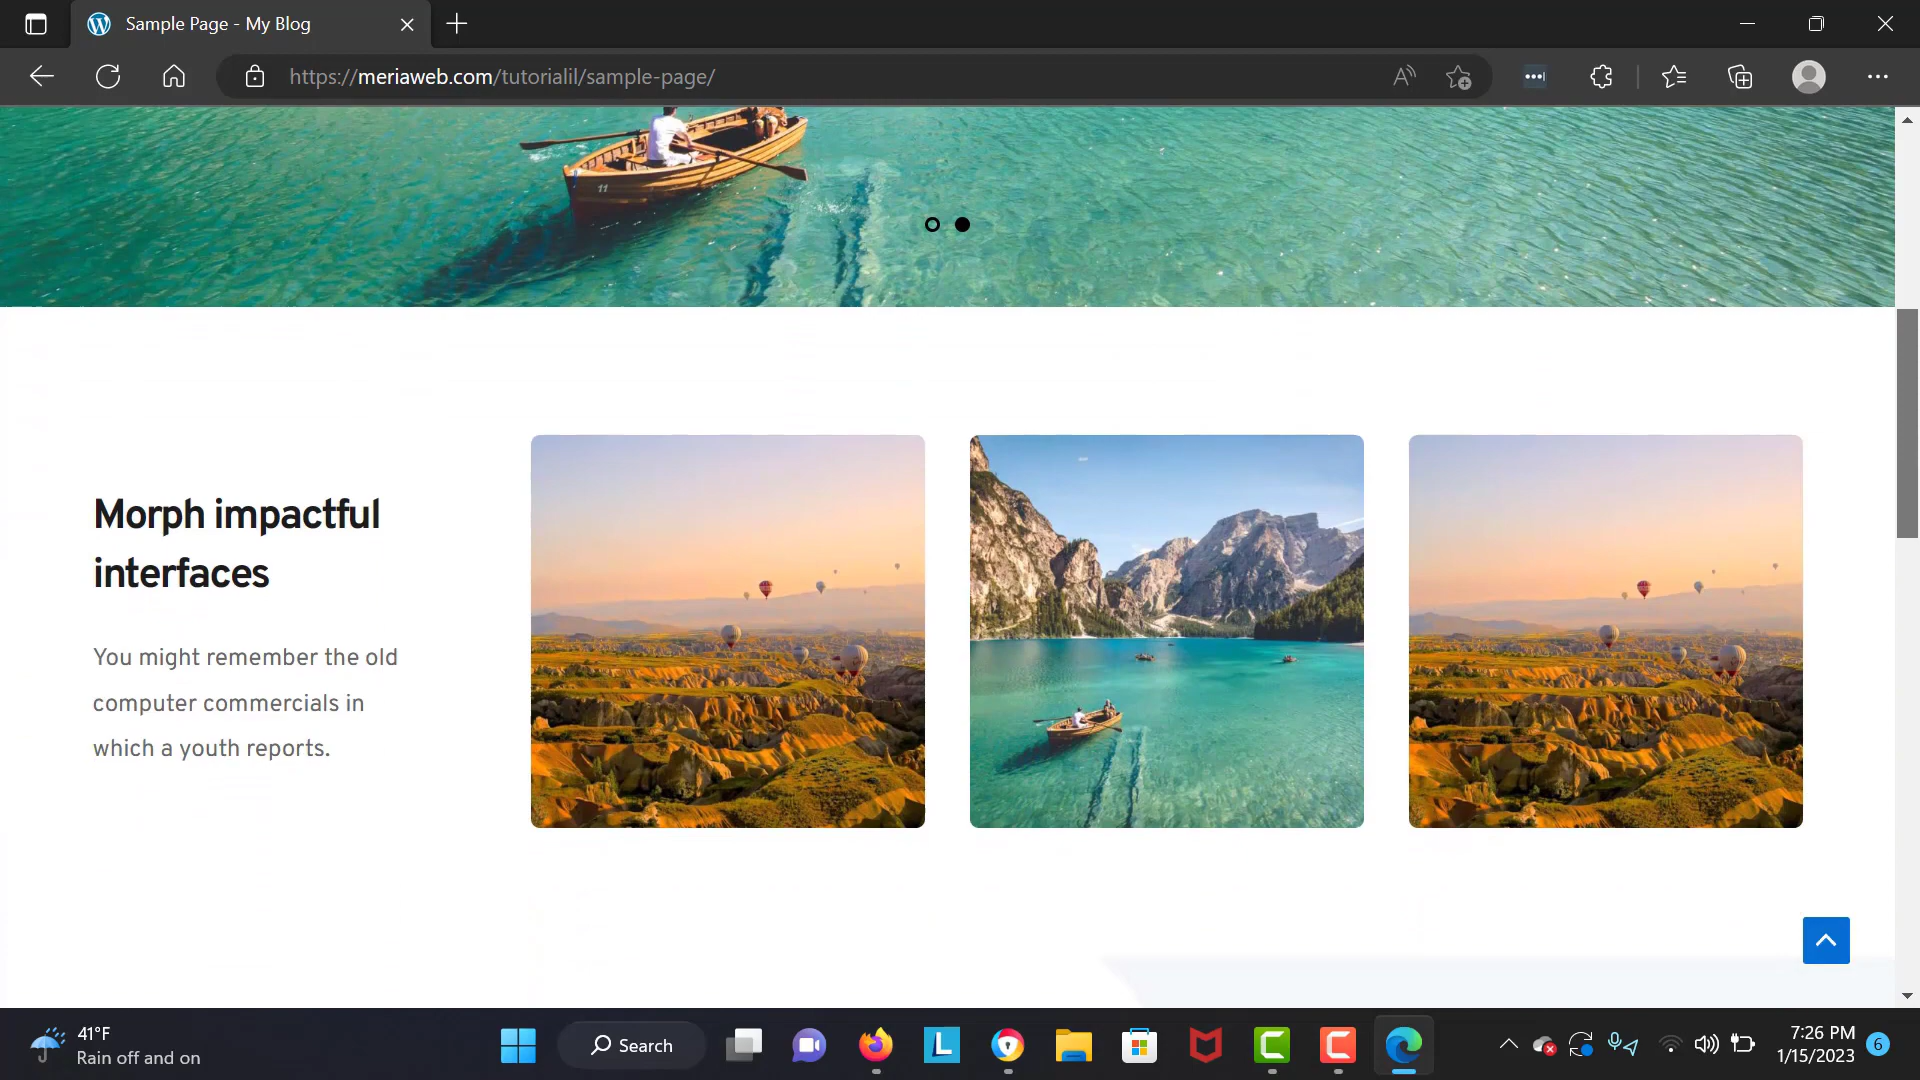 Sample Page - My Blog
https://meriaweb.com/tutorialil/sample-page/
11
Morph impactful
interfaces
You might remember the old
computer commercials in
which a youth reports.
41°F
Rain off and on
Search
7:26 PM
1/15/2023
6